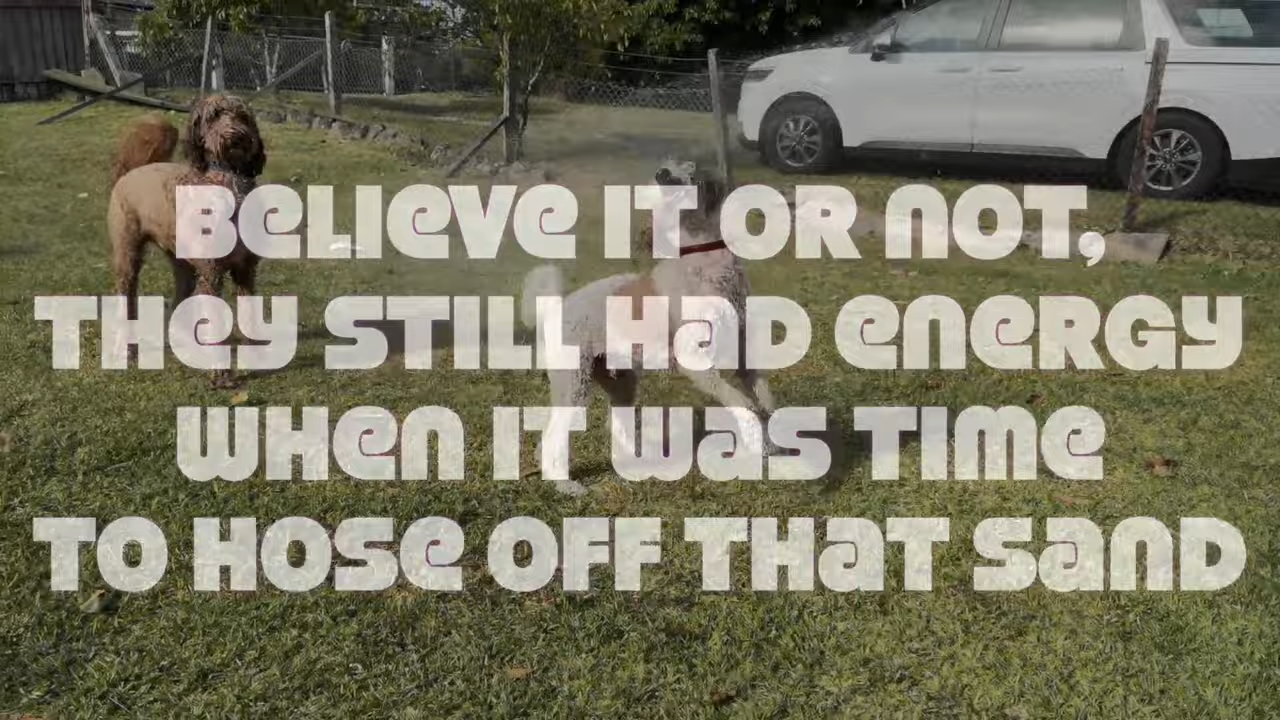 BELIEVE IT OR NOT,
THEY STILL HAD ENERGY
WHEN IT WAS TIME
TO HOSE OFF THAT SAND